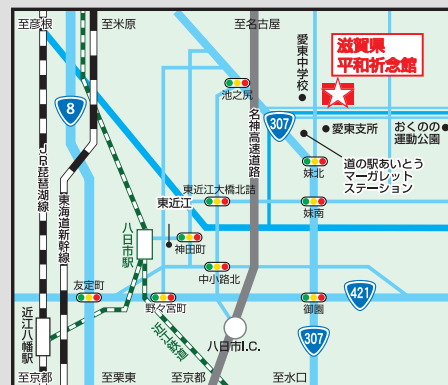 至彦根
至米原
至名古屋
滋賀県
平和祈念館
愛東中学校
池之尻
8
307
愛東支所
おくのの
運動公園
名神高速道路
道の駅あいとう
マーガレット
ステーション
妹北
JR琵琶湖線
東海道新幹線
東近江大橋北詰
東近江
妹南
八日市駅
神田町
中小路北
友定町
野々宮町
御園
421
近江八幡駅
近江鉄道
八日市I.C.
307
至京都
至栗東
至京都
至水口